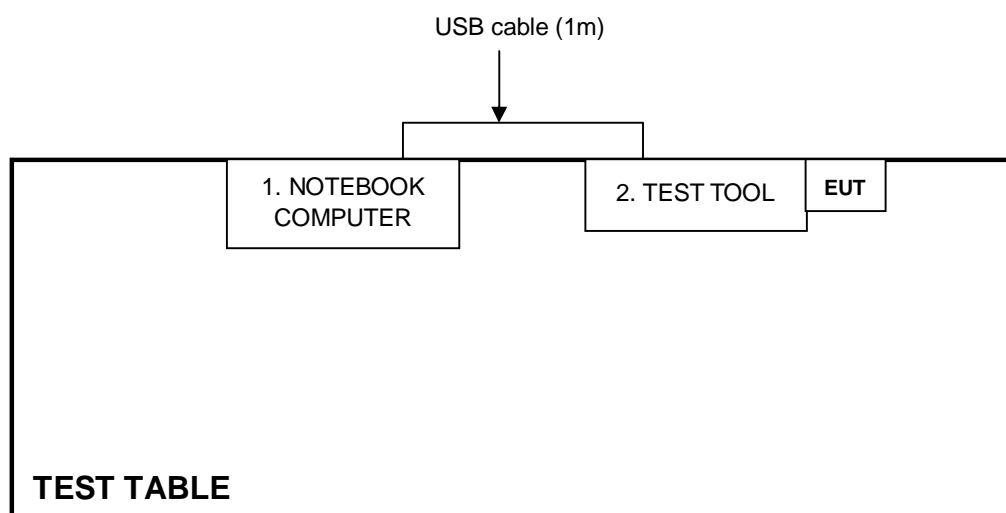 USB cable (1m)
1. NOTEBOOK
COMPUTER
2. TEST TOOL
EUT
TEST TABLE